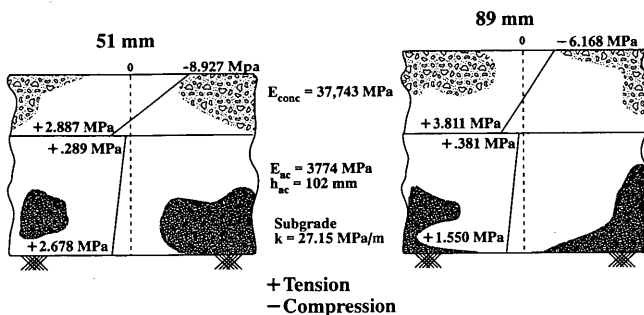 51 mm
0
-8.927 Mpa
+2.887 MPa
+.289 MPa
+2.678 MPa
E_conc = 37,743 MPa
E_ac = 3774 MPa
h_ac = 102 mm
Subgrade
k = 27.15 MPa/m
89 mm
0
−6.168 MPa
+3.811 MPa
+.381 MPa
+1.550 MPa
+ Tension
− Compression